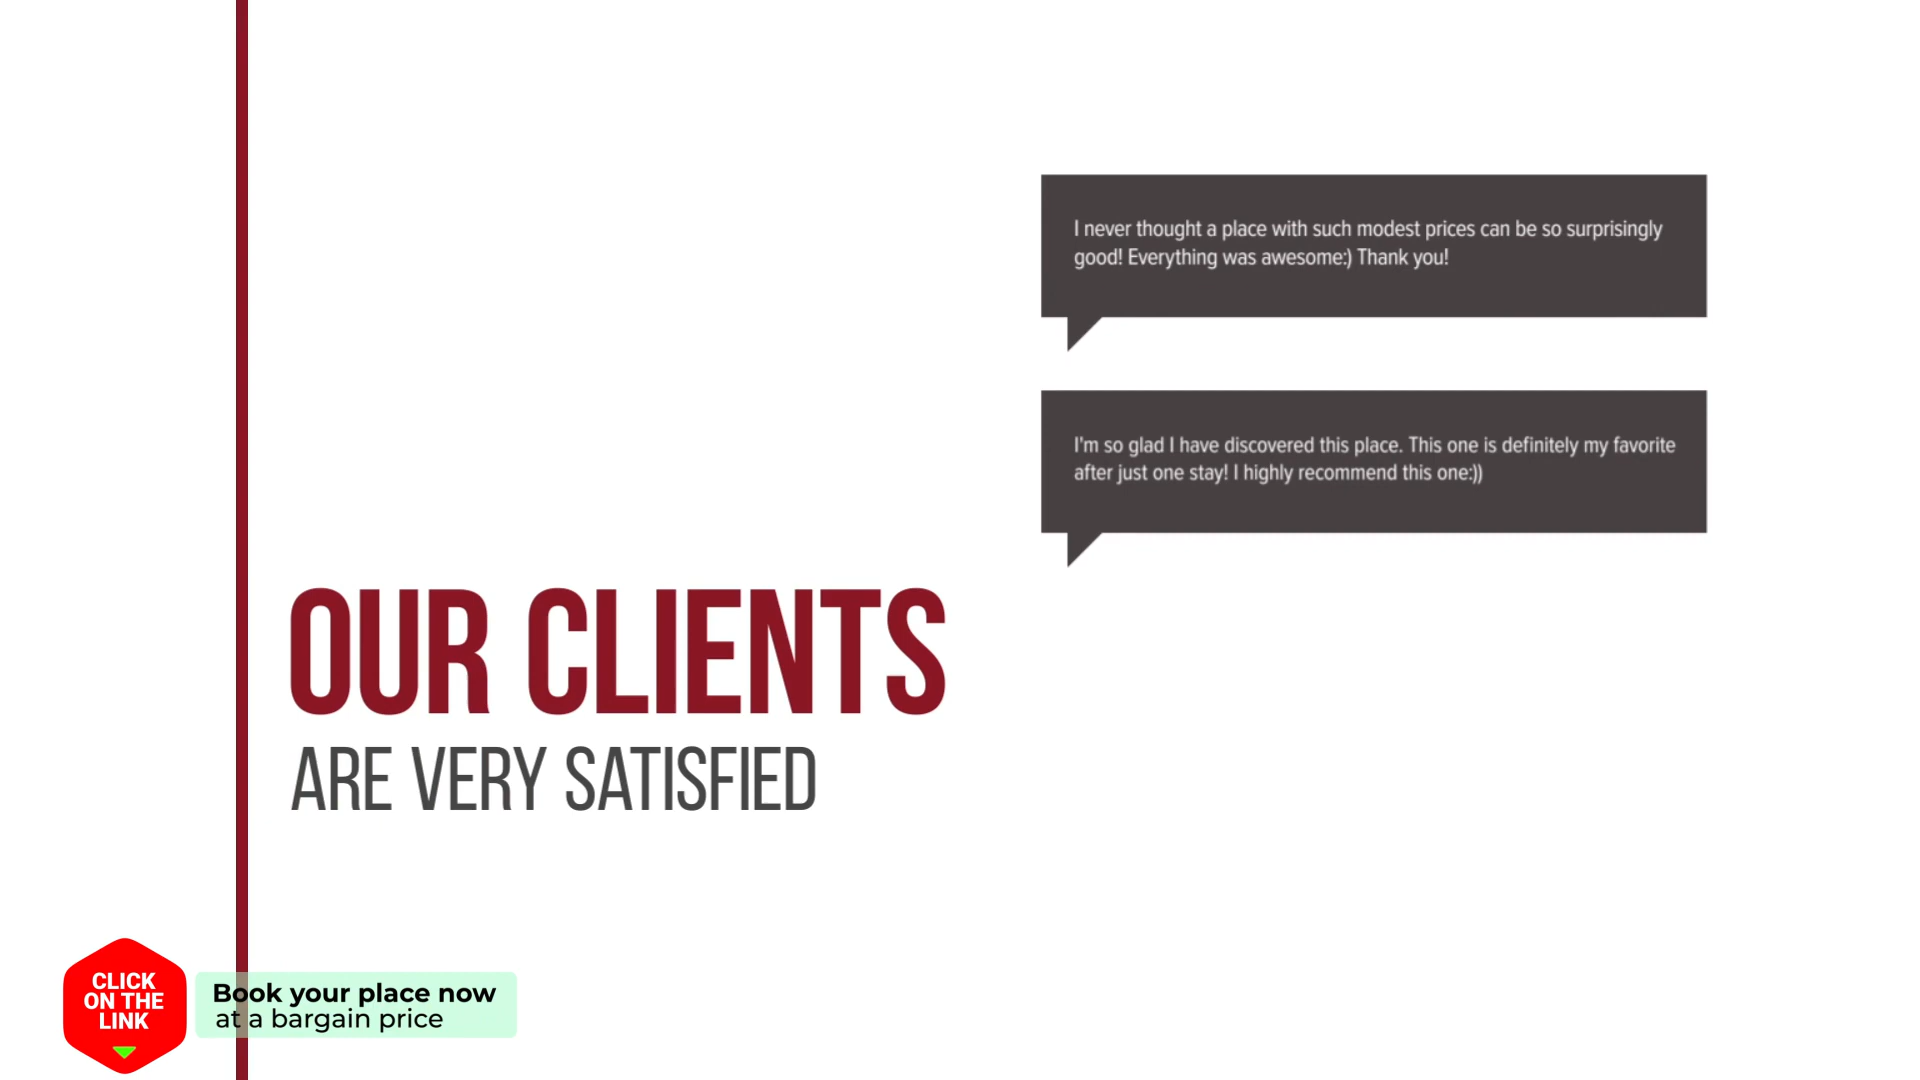 I never thought a place with such modest prices can be so surprisingly
good! Everything was awesome:) Thank you!
I'm so glad I have discovered this place. This one is definitely my favorite
after just one stay! I highly recommend this one:))
OUR CLIENTS
ARE VERY SATISFIED
CLICK
ON THE
LINK
Book your place now
at a bargain price